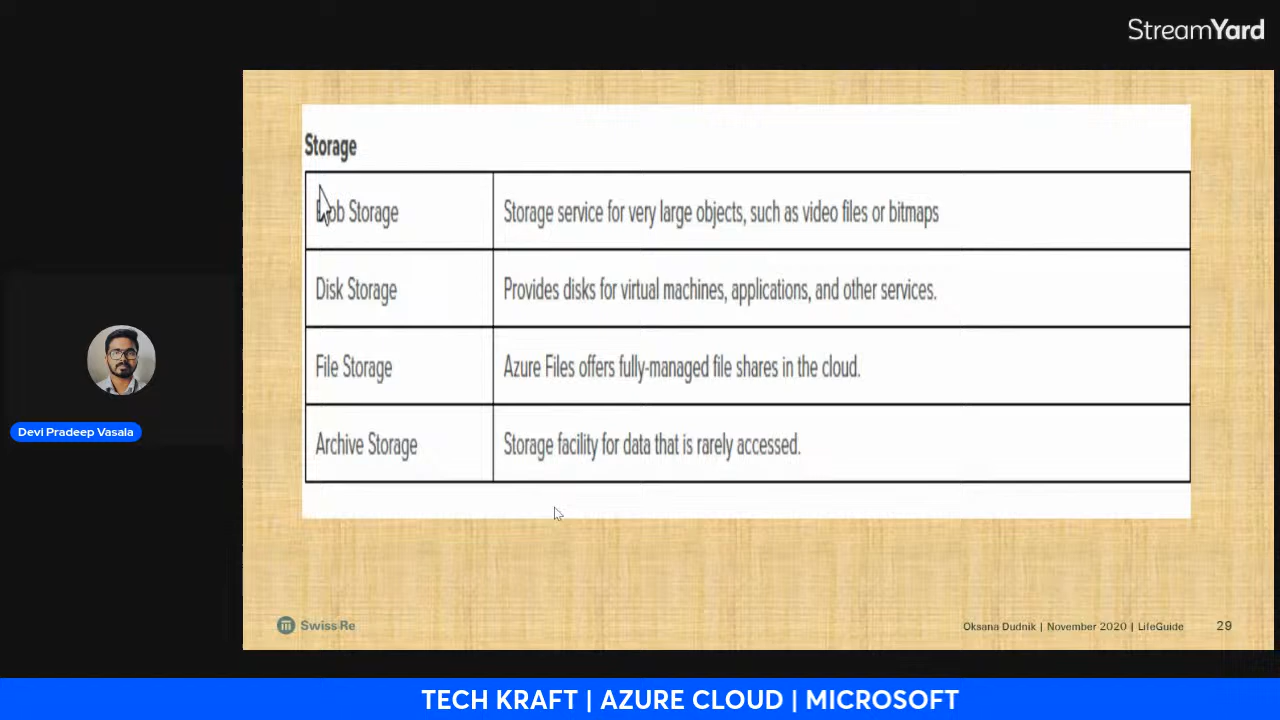 StreamYard
Storage
Blob Storage
Storage service for very large objects, such as video files or bitmaps
Disk Storage
Provides disks for virtual machines, applications, and other services.
File Storage
Azure Files offers fully-managed file shares in the cloud.
Archive Storage
Storage facility for data that is rarely accessed.
Devi Pradeep Vasala
Swiss Re
Oksana Dudnik | November 2020 | LifeGuide 29
TECH KRAFT | AZURE CLOUD | MICROSOFT